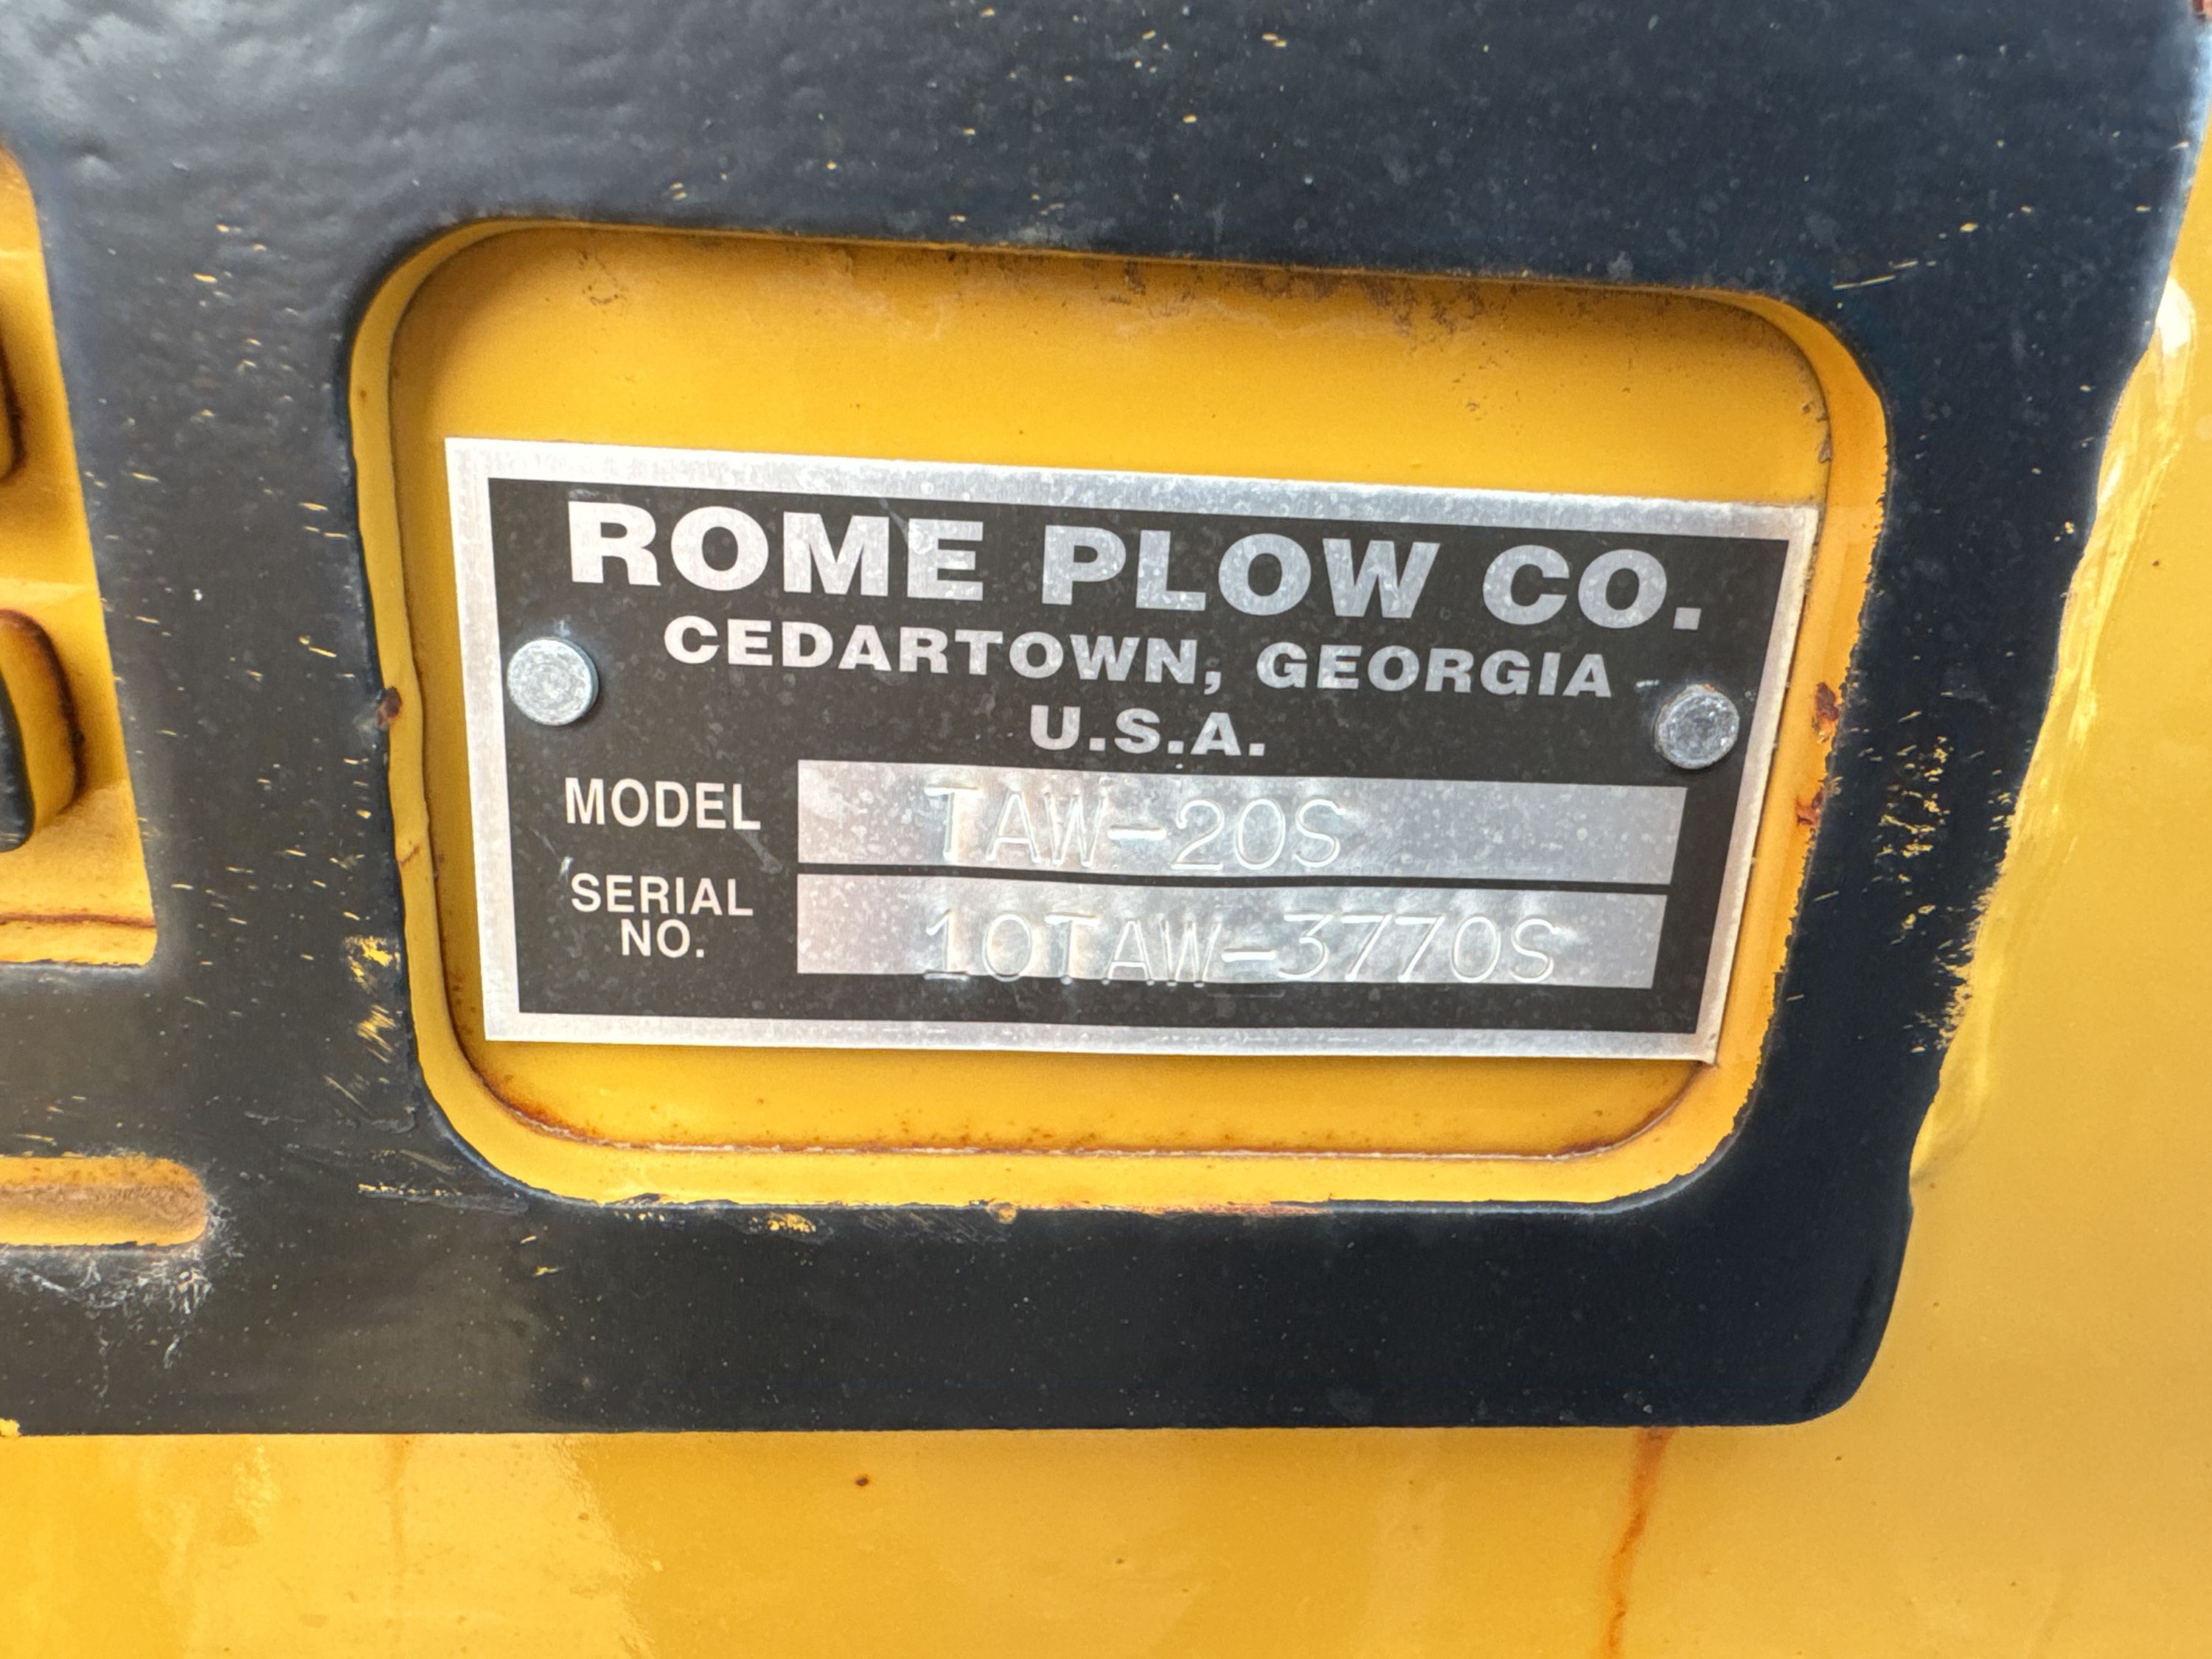 ROME PLOW CO.
CEDARTOWN, GEORGIA
U.S.A.
MODEL TAW-20S
SERIAL NO. 10TAW-3770S